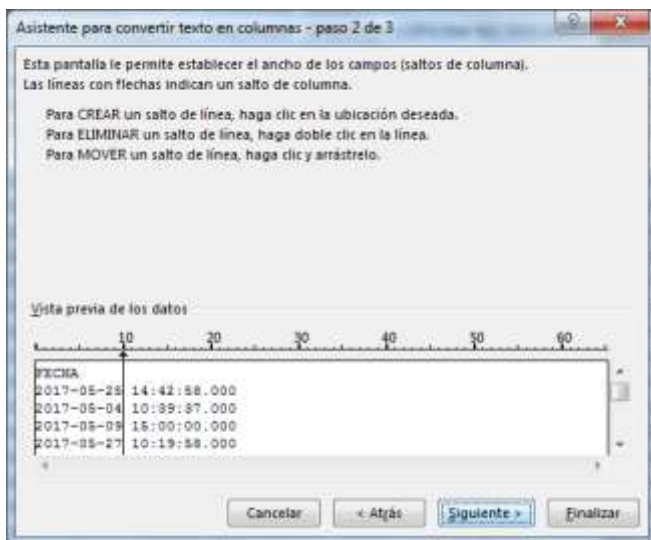 Asistente para convertir texto en columnas - paso 2 de 3
Esta pantalla le permite establecer el ancho de los campos (saltos de columna).
Las líneas con flechas indican un salto de columna.
Para CREAR un salto de línea, haga clic en la ubicación deseada.
Para ELIMINAR un salto de línea, haga doble clic en la línea.
Para MOVER un salto de línea, haga clic y arrástrelo.
Vista previa de los datos
10 20 30 40 50 60
FECHA
2017-05-25 14:42:58.000
2017-05-04 10:39:37.000
2017-05-09 15:00:00.000
2017-05-27 10:19:58.000
Cancelar < Atrás Siguiente > Finalizar